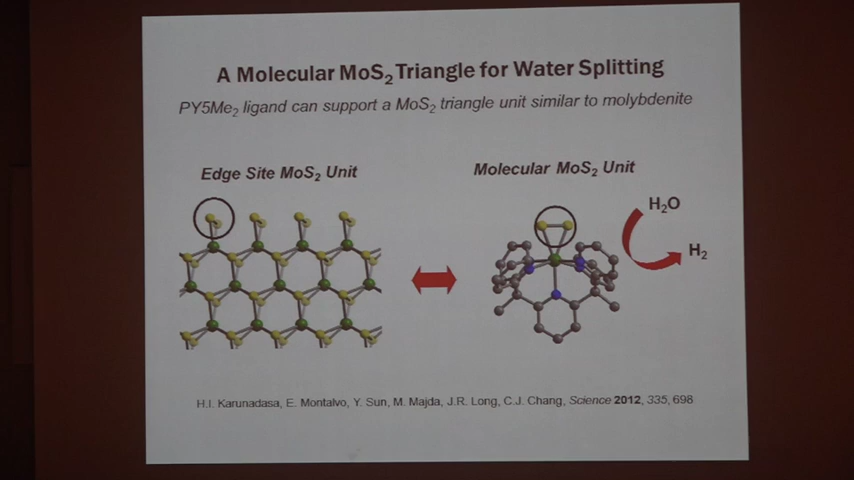 A Molecular MoS₂ Triangle for Water Splitting
PY5Me₂ ligand can support a MoS₂ triangle unit similar to molybdenite
Edge Site MoS₂ Unit
Molecular MoS₂ Unit
H₂O
H₂
H.I. Karunadasa, E. Montalvo, Y. Sun, M. Majda, J.R. Long, C.J. Chang, Science 2012, 335, 698